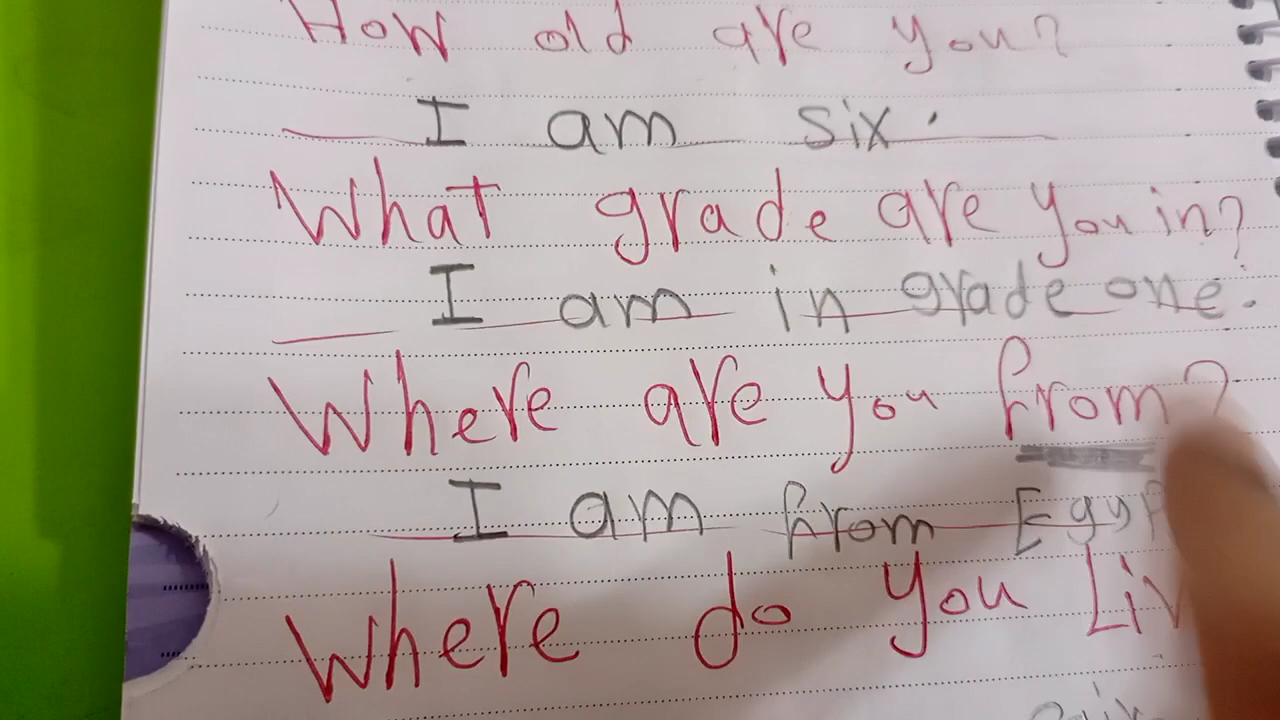 How old are you?
I am six.
What grade are you in?
I am in grade one.
Where are you from?
I am from
Where do you